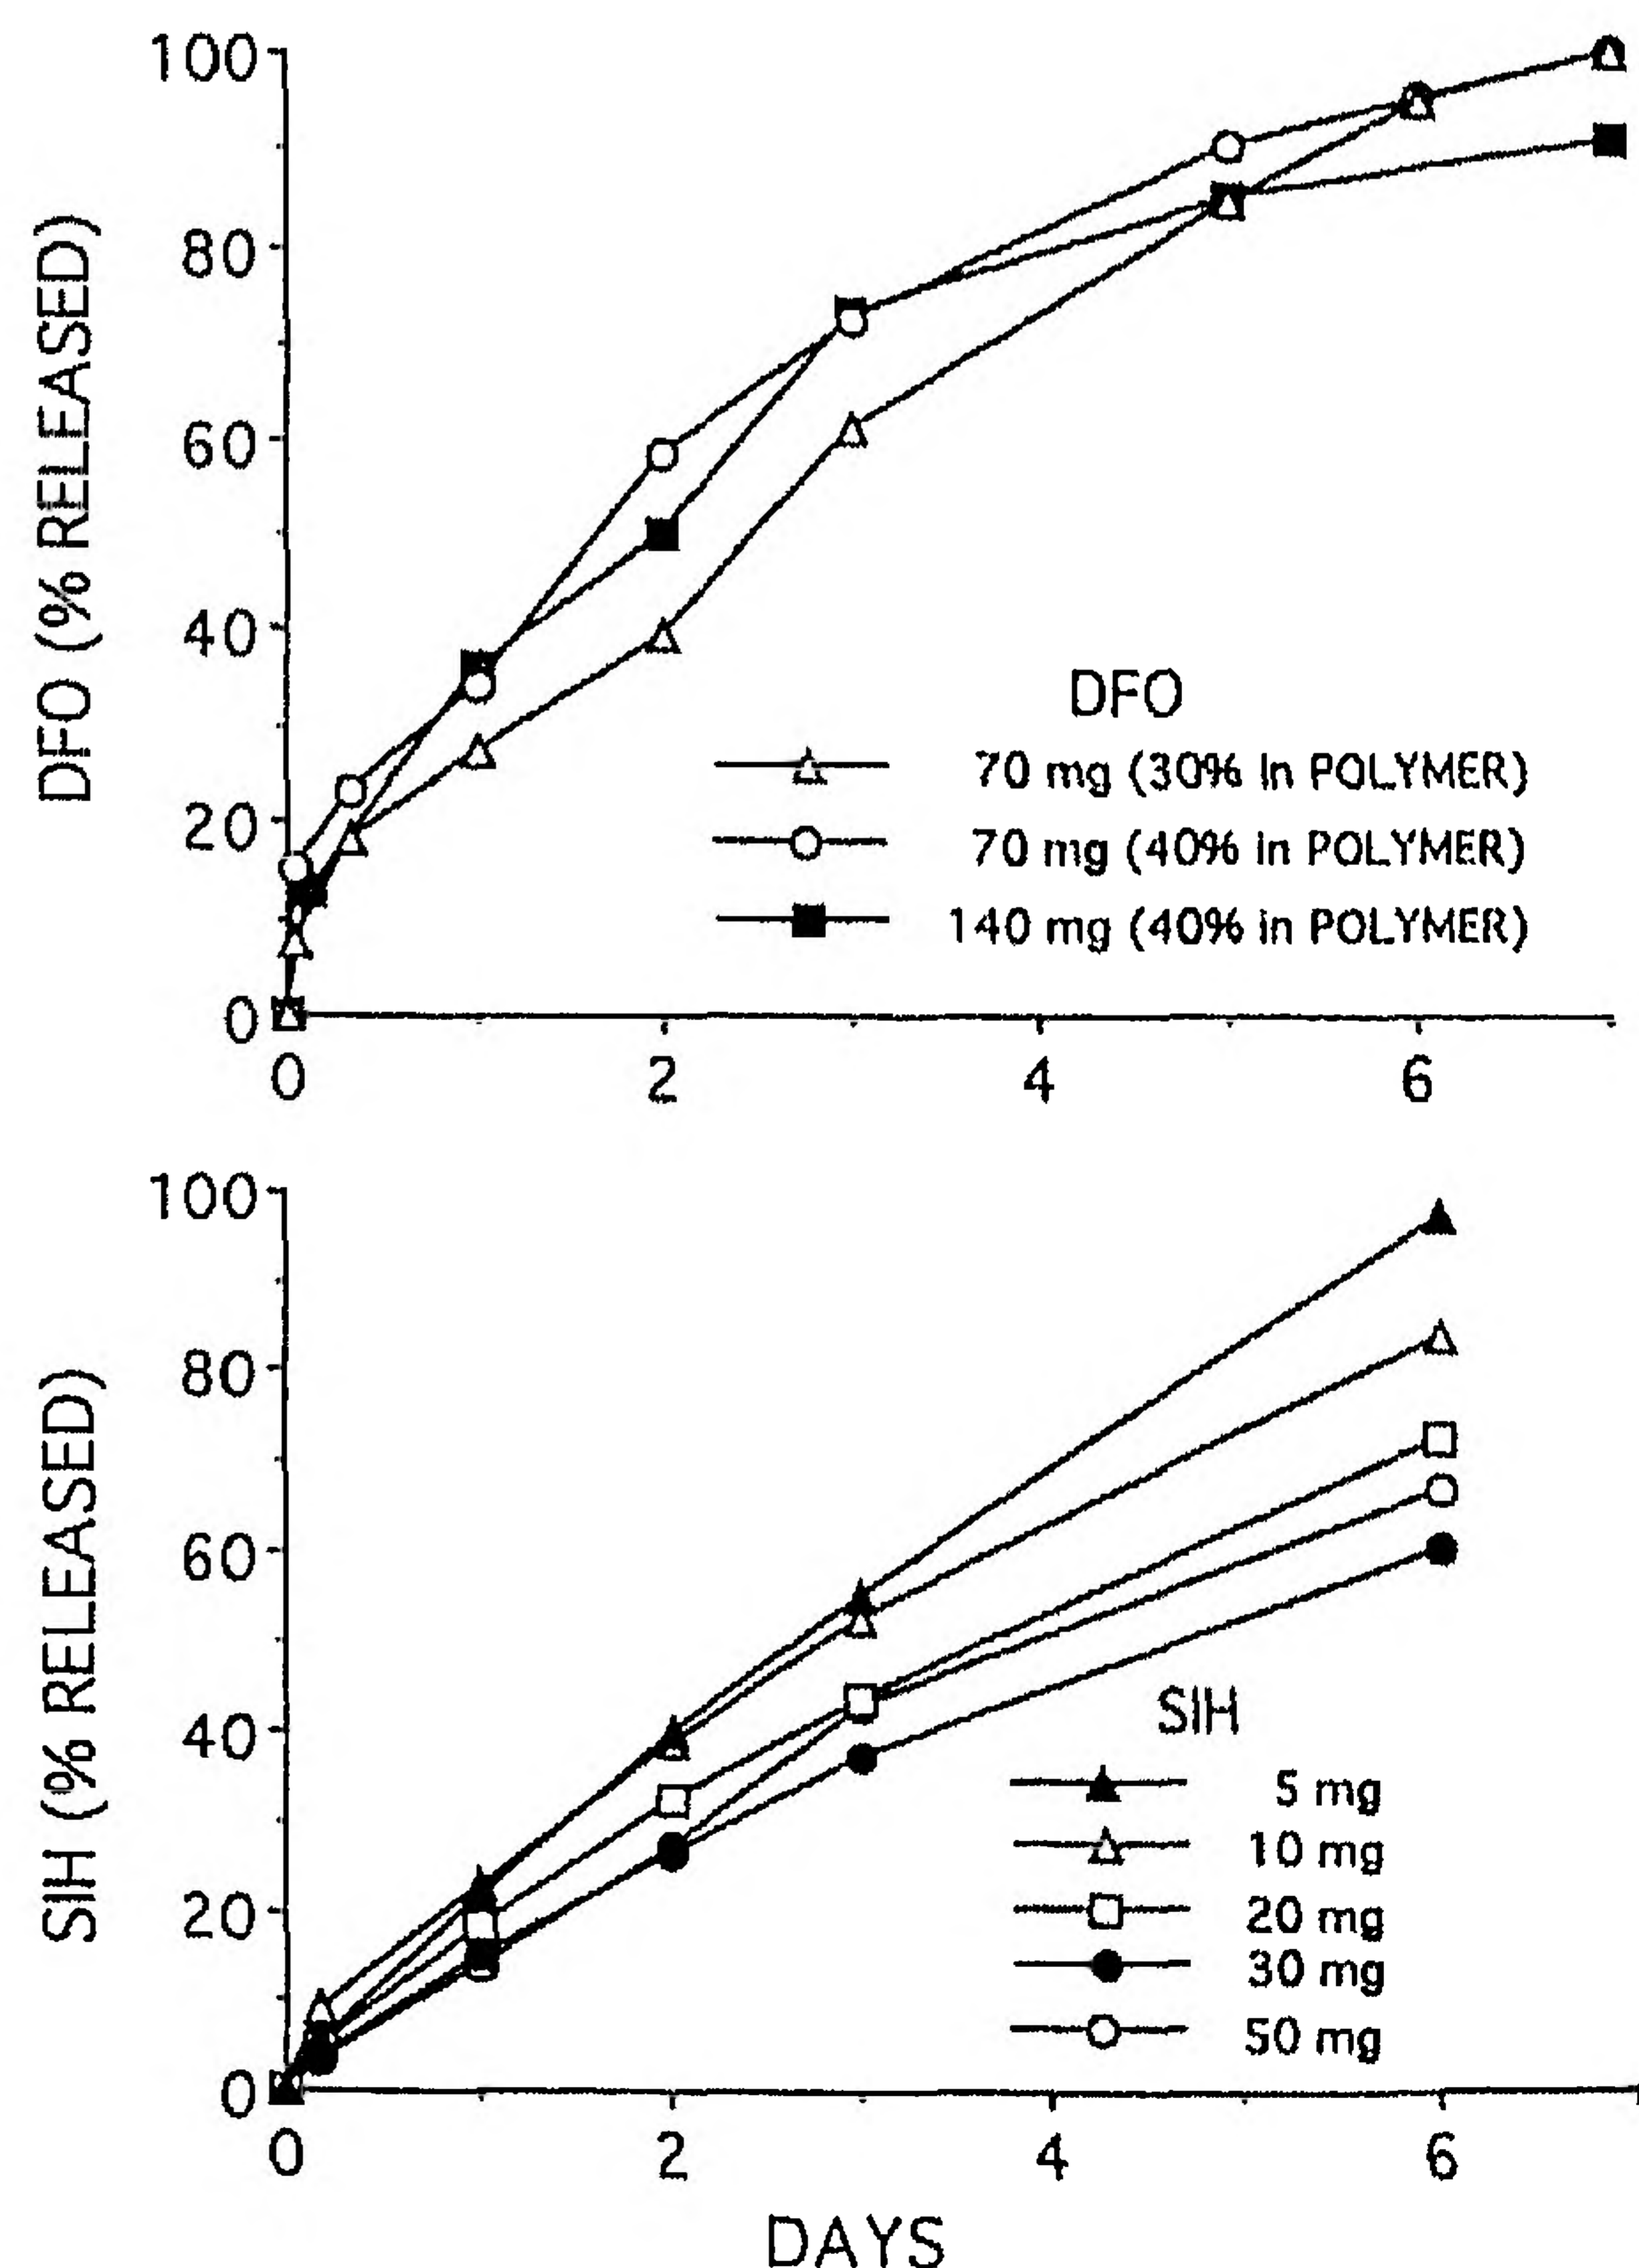 DFO (% RELEASED)
100
80
60
40
20
0
0 2 4 6
DFO
70 mg (30% in POLYMER)
70 mg (40% in POLYMER)
140 mg (40% in POLYMER)
SIH (% RELEASED)
100
80
60
40
20
0
0 2 4 6
SIH
5 mg
10 mg
20 mg
30 mg
50 mg
DAYS